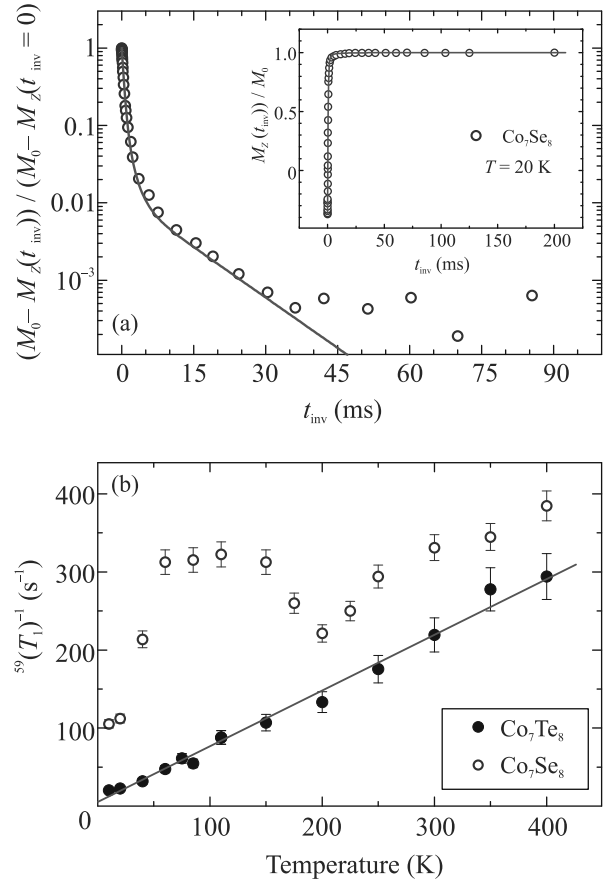 (M₀ – M_Z(t_inv)) / (M₀ – M_Z(t_inv = 0)
1
0.1
0.01
10⁻³
(a)
0 15 30 45 60 75 90
t_inv (ms)
M_Z(t_inv)) / M₀
1.0
0.5
0
Co₇Se₈
T = 20 K
0 50 100 150 200
t_inv (ms)
(b)
⁵⁹(T₁)⁻¹ (s⁻¹)
400
300
200
100
0
Co₇Te₈
Co₇Se₈
100 200 300 400
Temperature (K)